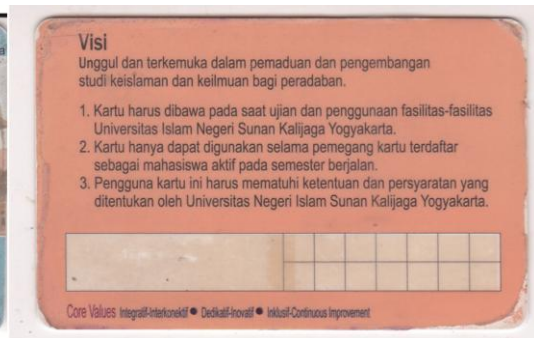 Visi
Unggul dan terkemuka dalam pemaduan dan pengembangan
studi keislaman dan keilmuan bagi peradaban.
1. Kartu harus dibawa pada saat ujian dan penggunaan fasilitas-fasilitas
Universitas Islam Negeri Sunan Kalijaga Yogyakarta.
2. Kartu hanya dapat digunakan selama pemegang kartu terdaftar
sebagai mahasiswa aktif pada semester berjalan.
3. Pengguna kartu ini harus mematuhi ketentuan dan persyaratan yang
ditentukan oleh Universitas Negeri Islam Sunan Kalijaga Yogyakarta.
Core Values Integratif-Interkonektif ● Dedikatif-Inovatif ● Inklusif-Continuous Improvement